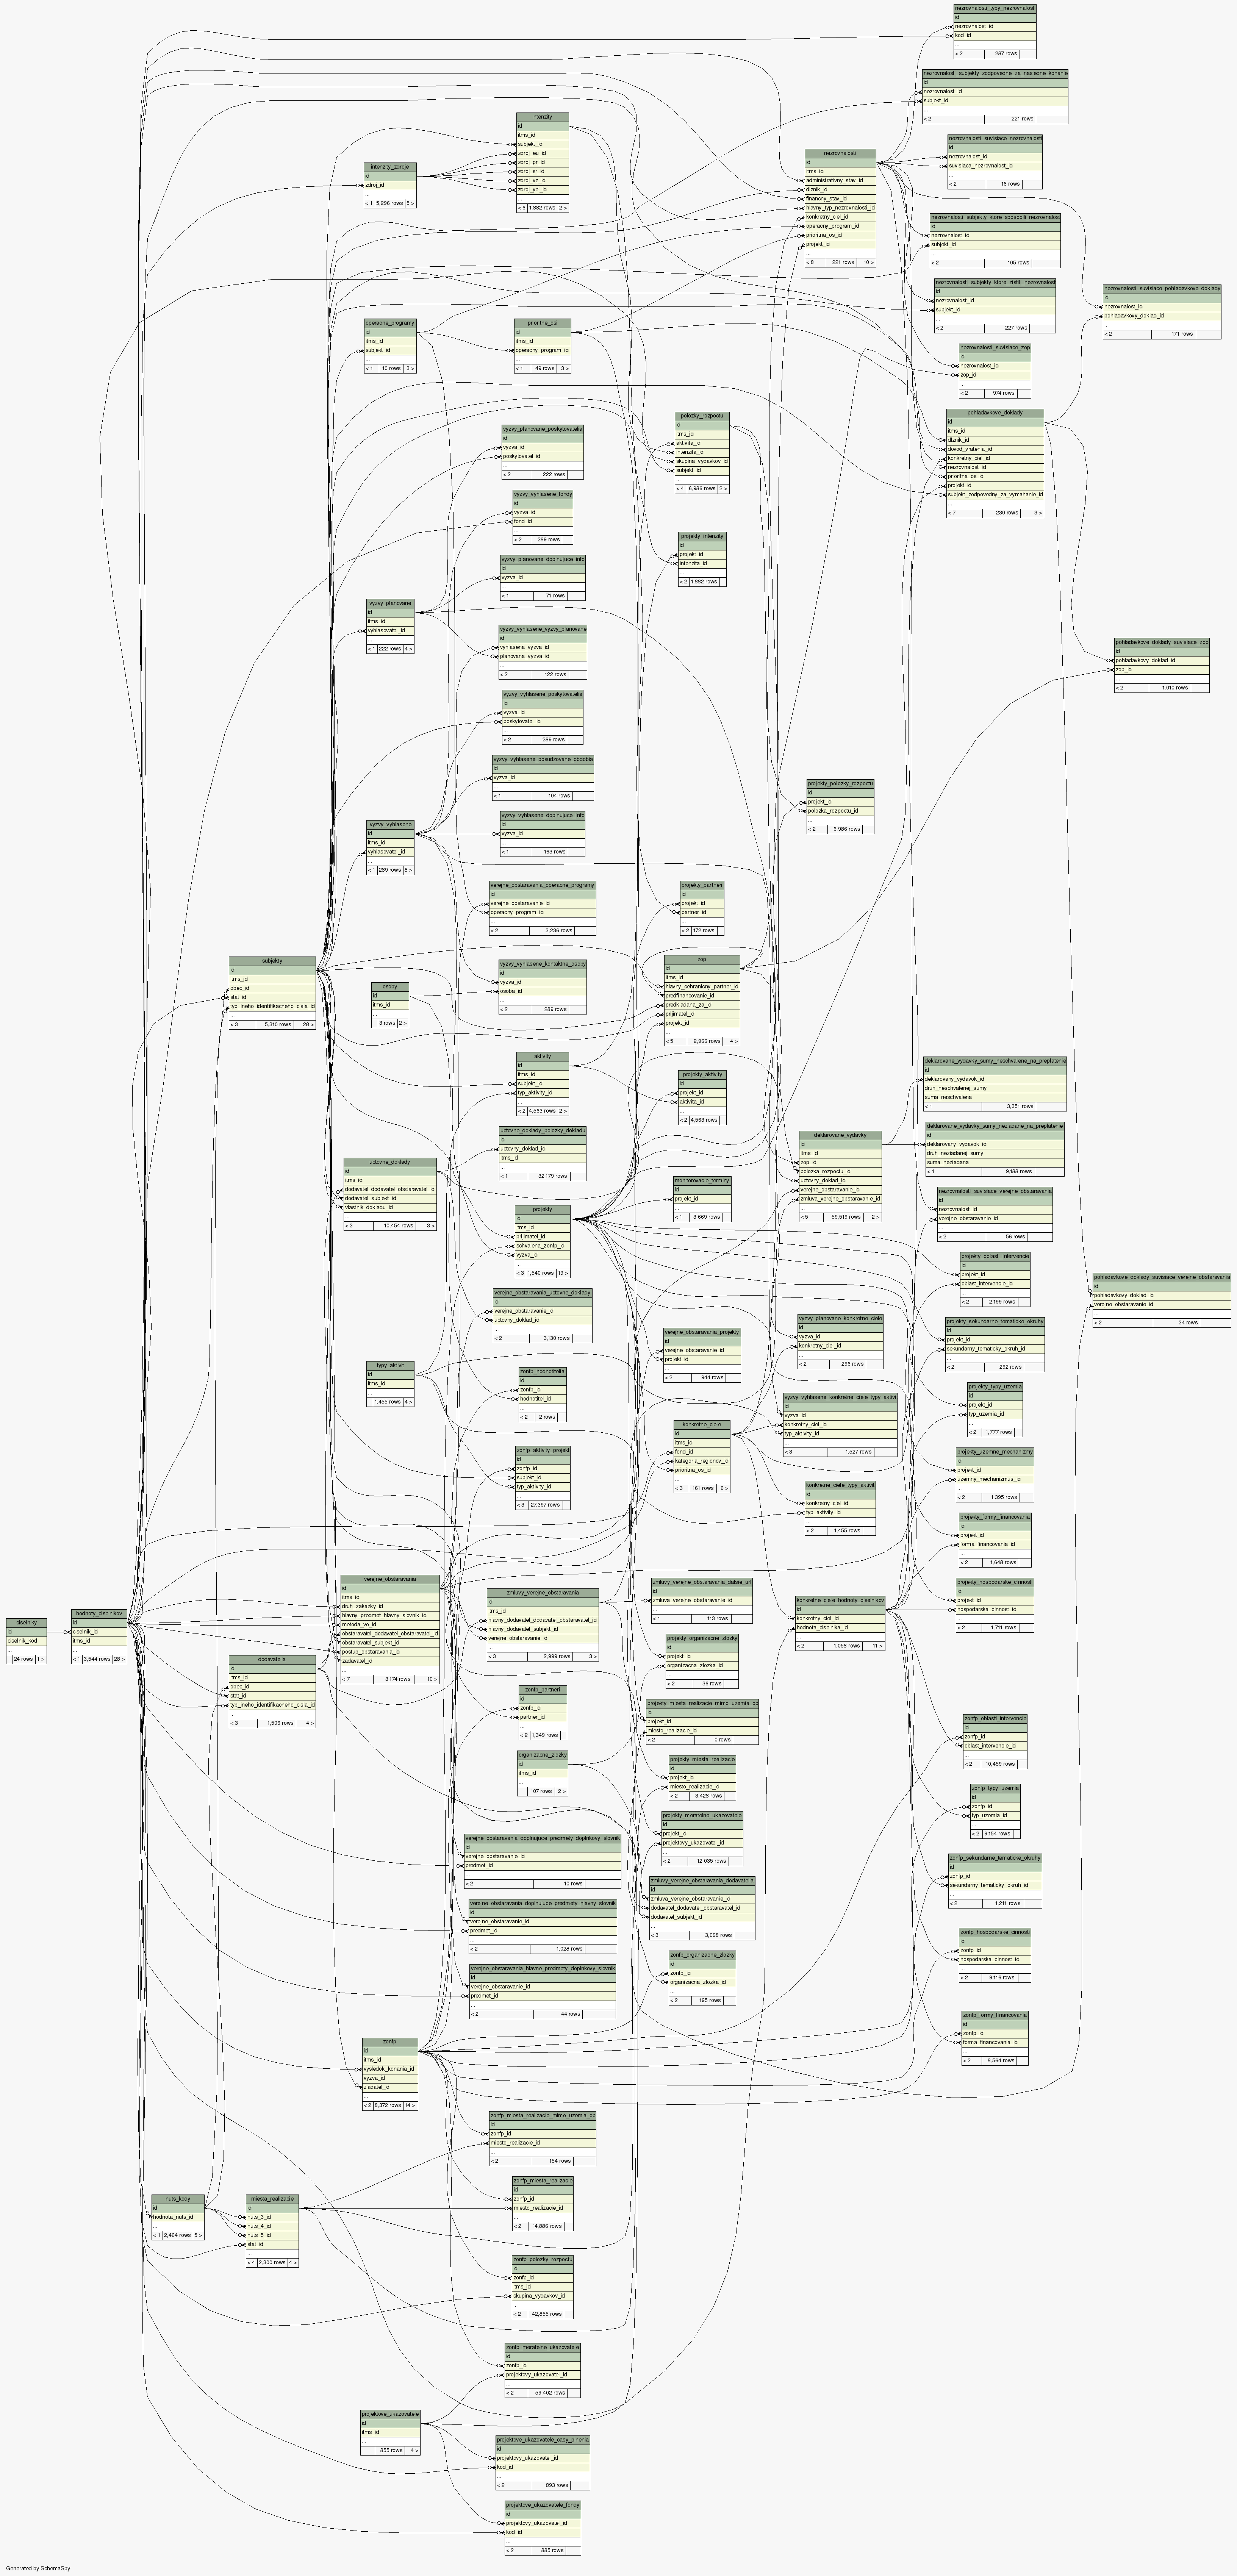 nezrovnalosti_typy_nezrovnalosti
id
nezrovnalost_id
kod_id
...
< 2 287 rows
nezrovnalosti_subjekty_zodpovedne_za_nasledne_konanie
id
nezrovnalost_id
subjekt_id
...
< 2 221 rows
intenzity
id
itms_id
subjekt_id
zdroj_eu_id
zdroj_pr_id
zdroj_sr_id
zdroj_vz_id
zdroj_yei_id
...
< 6 1,882 rows 2 >
intenzity_zdroje
id
zdroj_id
...
< 1 5,296 rows 5 >
nezrovnalosti
id
itms_id
administrativny_stav_id
dlznik_id
financny_stav_id
hlavny_typ_nezrovnalosti_id
konkretny_ciel_id
operacny_program_id
prioritna_os_id
projekt_id
...
< 8 221 rows 10 >
nezrovnalosti_suvisiace_nezrovnalosti
id
nezrovnalost_id
suvisiaca_nezrovnalost_id
...
< 2 16 rows
nezrovnalosti_subjekty_ktore_sposobili_nezrovnalost
id
nezrovnalost_id
subjekt_id
...
< 2 105 rows
nezrovnalosti_subjekty_ktore_zistili_nezrovnalost
id
nezrovnalost_id
subjekt_id
...
< 2 227 rows
nezrovnalosti_suvisiace_pohladavkove_doklady
id
nezrovnalost_id
pohladavkovy_doklad_id
...
< 2 171 rows
operacne_programy
id
itms_id
subjekt_id
...
< 1 10 rows 3 >
prioritne_osi
id
itms_id
operacny_program_id
...
< 1 49 rows 3 >
nezrovnalosti_suvisiace_zop
id
nezrovnalost_id
zop_id
...
< 2 974 rows
polozky_rozpoctu
id
itms_id
aktivita_id
intenzita_id
skupina_vydavkov_id
subjekt_id
...
< 4 6,986 rows 2 >
pohladavkove_doklady
id
itms_id
dlznik_id
dovod_vratenia_id
konkretny_ciel_id
nezrovnalost_id
prioritna_os_id
projekt_id
subjekt_zodpovedny_za_vymahanie_id
...
< 7 230 rows 3 >
vyzvy_planovane_poskytovatelia
id
vyzva_id
poskytovatel_id
...
< 2 222 rows
vyzvy_vyhlasene_fondy
id
vyzva_id
fond_id
...
< 2 289 rows
projekty_intenzity
id
projekt_id
intenzita_id
...
< 2 1,882 rows
vyzvy_planovane_doplnujuce_info
id
vyzva_id
...
< 1 71 rows
vyzvy_planovane
id
itms_id
vyhlasovatel_id
...
< 1 222 rows 4 >
vyzvy_vyhlasene_vyzvy_planovane
id
vyhlasena_vyzva_id
planovana_vyzva_id
...
< 2 122 rows
pohladavkove_doklady_suvisiace_zop
id
pohladavkovy_doklad_id
zop_id
...
< 2 1,010 rows
vyzvy_vyhlasene_poskytovatelia
id
vyzva_id
poskytovatel_id
...
< 2 289 rows
vyzvy_vyhlasene_posudzovane_obdobia
id
vyzva_id
...
< 1 104 rows
projekty_polozky_rozpoctu
id
projekt_id
polozka_rozpoctu_id
...
< 2 6,986 rows
vyzvy_vyhlasene
id
itms_id
vyhlasovatel_id
...
< 1 289 rows 8 >
vyzvy_vyhlasene_doplnujuce_info
id
vyzva_id
...
< 1 163 rows
verejne_obstaravania_operacne_programy
id
verejne_obstaravanie_id
operacny_program_id
...
< 2 3,236 rows
projekty_partner
id
projekt_id
partner_id
...
< 2 172 rows
subjekty
id
itms_id
obec_id
stat_id
typ_ineho_identifikacneho_cisla_id
...
< 3 5,310 rows 28 >
osoby
id
itms_id
...
3 rows 2 >
vyzvy_vyhlasene_kontaktne_osoby
id
vyzva_id
osoba_id
...
< 2 289 rows
zop
id
itms_id
hlavny_cehranicny_partner_id
predfinancovanie_id
predkladana_za_id
prijimatel_id
projekt_id
...
< 5 2,966 rows 4 >
aktivity
id
itms_id
subjekt_id
typ_aktivity_id
...
< 2 4,563 rows 2 >
projekty_aktivity
id
projekt_id
aktivita_id
...
< 2 4,563 rows
deklarovane_vydavky_sumy_neschvalene_na_preplatenie
id
deklarovany_vydavok_id
druh_neschvalenej_sumy
suma_neschvalena
< 1 3,351 rows
deklarovane_vydavky_sumy_neziadane_na_preplatenie
id
deklarovany_vydavok_id
druh_neziadanej_sumy
suma_neziadana
< 1 9,188 rows
uctovne_doklady_polozky_dokladu
id
uctovny_doklad_id
itms_id
...
< 1 32,179 rows
uctovne_doklady
id
itms_id
dodavatel_dodavatel_obstaravatel_id
dodavatel_subjekt_id
vlastnik_dokladu_id
...
< 3 10,454 rows 3 >
deklarovane_vydavky
id
itms_id
zop_id
polozka_rozpoctu_id
uctovny_doklad_id
verejne_obstaravanie_id
zmluva_verejne_obstaravanie_id
...
< 5 59,519 rows 2 >
monitorovacie_terminy
id
projekt_id
...
< 1 3,669 rows
projekty
id
itms_id
prijimatel_id
schvalena_zonfp_id
vyzva_id
...
< 3 1,540 rows 19 >
nezrovnalosti_suvisiace_verejne_obstaravania
id
nezrovnalost_id
verejne_obstaravanie_id
...
< 2 56 rows
projekty_oblasti_intervencie
id
projekt_id
oblast_intervencie_id
...
< 2 2,199 rows
pohladavkove_doklady_suvisiace_verejne_obstaravania
id
pohladavkovy_doklad_id
verejne_obstaravanie_id
...
< 2 34 rows
verejne_obstaravania_uctovne_doklady
id
verejne_obstaravanie_id
uctovny_doklad_id
...
< 2 3,130 rows
verejne_obstaravania_projekty
id
verejne_obstaravanie_id
projekt_id
...
< 2 944 rows
vyzvy_planovane_konkretne_ciele
id
vyzva_id
konkretny_ciel_id
...
< 2 296 rows
projekty_sekundarne_tematicke_okruhy
id
projekt_id
sekundarny_tematicky_okruh_id
...
< 2 292 rows
typy_aktivit
id
itms_id
...
1,455 rows 4 >
zonfp_hodnotitelia
id
zonfp_id
hodnotitel_id
...
< 2 2 rows
vyzvy_vyhlasene_konkretne_ciele_typy_aktivit
id
vyzva_id
konkretny_ciel_id
typ_aktivity_id
...
< 3 1,527 rows
projekty_typy_uzemia
id
projekt_id
typ_uzemia_id
...
< 2 1,777 rows
konkretne_ciele
id
itms_id
fond_id
kategoria_regionov_id
prioritna_os_id
...
< 3 161 rows 6 >
zonfp_aktivity_projekt
id
zonfp_id
subjekt_id
typ_aktivity_id
...
< 3 27,397 rows
konkretne_ciele_typy_aktivit
id
konkretny_ciel_id
typ_aktivity_id
...
< 2 1,455 rows
projekty_uzemne_mechanizmy
id
projekt_id
uzemny_mechanizmus_id
...
< 2 1,395 rows
projekty_formy_financovania
id
projekt_id
forma_financovania_id
...
< 2 1,648 rows
projekty_hospodarske_cinnosti
id
projekt_id
hospodarska_cinnost_id
...
< 2 1,711 rows
ciselniky
id
ciselnik_kod
...
24 rows 1 >
hodnoty_ciselnikov
id
ciselnik_id
itms_id
...
< 1 3,544 rows 28 >
verejne_obstaravania
id
itms_id
druh_zakazky_id
hlavny_predmet_hlavny_slovnik_id
metoda_vo_id
obstaravatel_dodavatel_obstaravatel_id
obstaravatel_subjekt_id
postup_obstaravania_id
zadavatel_id
...
< 7 3,174 rows 10 >
zmluvy_verejne_obstaravania
id
itms_id
hlavny_dodavatel_dodavatel_obstaravatel_id
hlavny_dodavatel_subjekt_id
verejne_obstaravanie_id
...
< 3 2,999 rows 3 >
zmluvy_verejne_obstaravania_dalsie_url
id
zmluva_verejne_obstaravanie_id
...
< 1 113 rows
konkretne_ciele_hodnoty_ciselnikov
id
konkretny_ciel_id
hodnota_ciselnika_id
...
< 2 1,058 rows 11 >
projekty_organizacne_zlozky
id
projekt_id
organizacna_zlozka_id
...
< 2 36 rows
dodavatelia
id
itms_id
obec_id
stat_id
typ_ineho_identifikacneho_cisla_id
...
< 3 1,506 rows 4 >
zonfp_partneri
id
zonfp_id
partner_id
...
< 2 1,349 rows
projekty_miesta_realizacie_mimo_uzemia_op
id
projekt_id
miesto_realizacie_id
< 2 0 rows
zonfp_oblasti_intervencie
id
zonfp_id
oblast_intervencie_id
...
< 2 10,459 rows
organizacne_zlozky
id
itms_id
...
107 rows 2 >
projekty_miesta_realizacie
id
projekt_id
miesto_realizacie_id
< 2 3,428 rows
zonfp_typy_uzemia
id
zonfp_id
typ_uzemia_id
...
< 2 9,154 rows
projekty_meratelne_ukazovatele
id
projekt_id
projektovy_ukazovatel_id
...
< 2 12,035 rows
verejne_obstaravania_doplnujuce_predmety_doplnkovy_slovnik
id
verejne_obstaravanie_id
predmet_id
...
< 2 10 rows
zonfp_sekundarne_tematicke_okruhy
id
zonfp_id
sekundarny_tematicky_okruh_id
...
< 2 1,211 rows
zmluvy_verejne_obstaravania_dodavatelia
id
zmluva_verejne_obstaravanie_id
dodavatel_dodavatel_obstaravatel_id
dodavatel_subjekt_id
...
< 3 3,098 rows
verejne_obstaravania_doplnujuce_predmety_hlavny_slovnik
id
verejne_obstaravanie_id
predmet_id
...
< 2 1,028 rows
zonfp_hospodarske_cinnosti
id
zonfp_id
hospodarska_cinnost_id
...
< 2 9,115 rows
zonfp_organizacne_zlozky
id
zonfp_id
organizacna_zlozka_id
...
< 2 195 rows
verejne_obstaravania_hlavne_predmety_doplnkovy_slovnik
id
verejne_obstaravanie_id
predmet_id
...
< 2 44 rows
zonfp_formy_financovania
id
zonfp_id
forma_financovania_id
...
< 2 8,564 rows
zonfp
id
itms_id
vysledok_konania_id
vyzva_id
ziadatel_id
...
< 2 8,372 rows 14 >
zonfp_miesta_realizacie_mimo_uzemia_op
id
zonfp_id
miesto_realizacie_id
...
< 2 154 rows
zonfp_miesta_realizacie
id
zonfp_id
miesto_realizacie_id
...
< 2 14,886 rows
nuts_kody
id
hodnota_nuts_id
...
< 1 2,464 rows 5 >
miesta_realizacie
id
nuts_3_id
nuts_4_id
nuts_5_id
stat_id
...
< 4 2,300 rows 4 >
zonfp_polozky_rozpoctu
id
zonfp_id
itms_id
skupina_vydavkov_id
...
< 2 42,855 rows
zonfp_meratelne_ukazovatele
id
zonfp_id
projektovy_ukazovatel_id
...
< 2 59,402 rows
projektove_ukazovatele
id
itms_id
...
855 rows 4 >
projektove_ukazovatele_casy_plnenia
id
projektovy_ukazovatel_id
kod_id
...
< 2 893 rows
projektove_ukazovatele_fondy
id
projektovy_ukazovatel_id
kod_id
...
< 2 885 rows
Generated by SchemaSpy